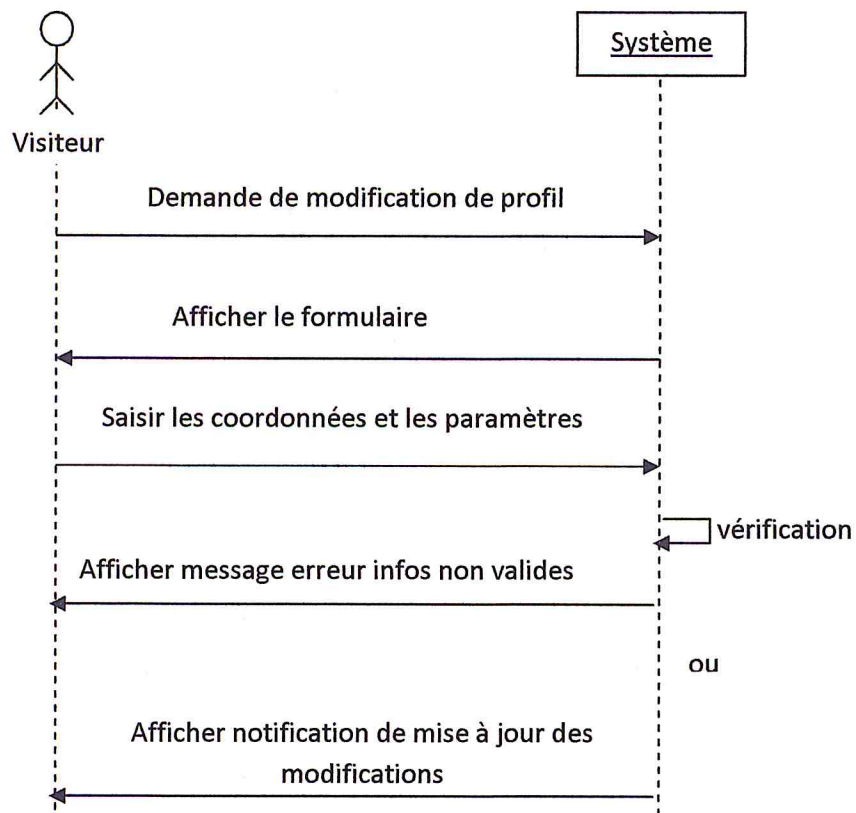 Système
Visiteur
Demande de modification de profil
Afficher le formulaire
Saisir les coordonnées et les paramètres
vérification
Afficher message erreur infos non valides
ou
Afficher notification de mise à jour des
modifications